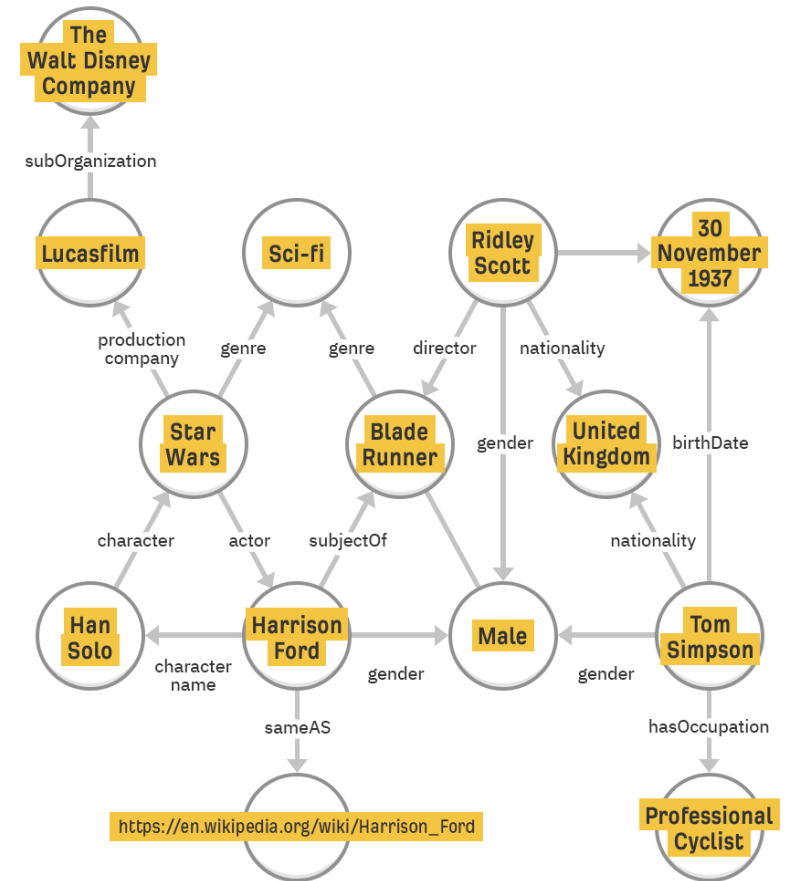 The
Walt Disney
Company
subOrganization
Lucasfilm
Sci-fi
Ridley
Scott
30
November
1937
production
company
genre
genre
director
nationality
Star
Wars
Blade
Runner
gender
United
Kingdom
birthDate
character
actor
subjectOf
nationality
Han
Solo
Harrison
Ford
Male
Tom
Simpson
character
name
gender
gender
sameAS
hasOccupation
https://en.wikipedia.org/wiki/Harrison_Ford
Professional
Cyclist